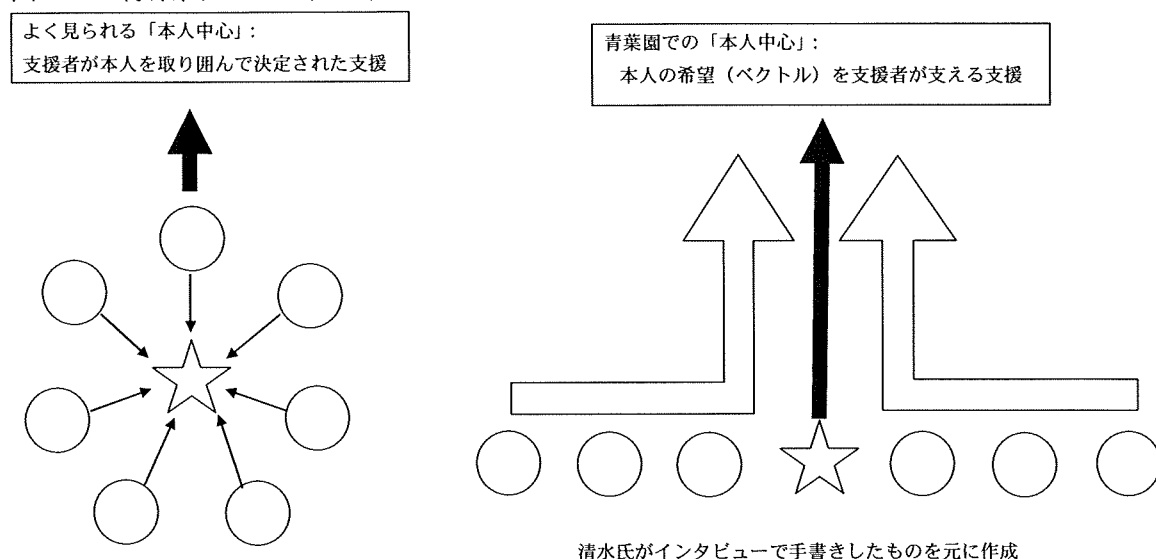 よく見られる「本人中心」:
支援者が本人を取り囲んで決定された支援
青葉園での「本人中心」:
本人の希望（ベクトル）を支援者が支える支援
清水氏がインタビューで手書きしたものを元に作成